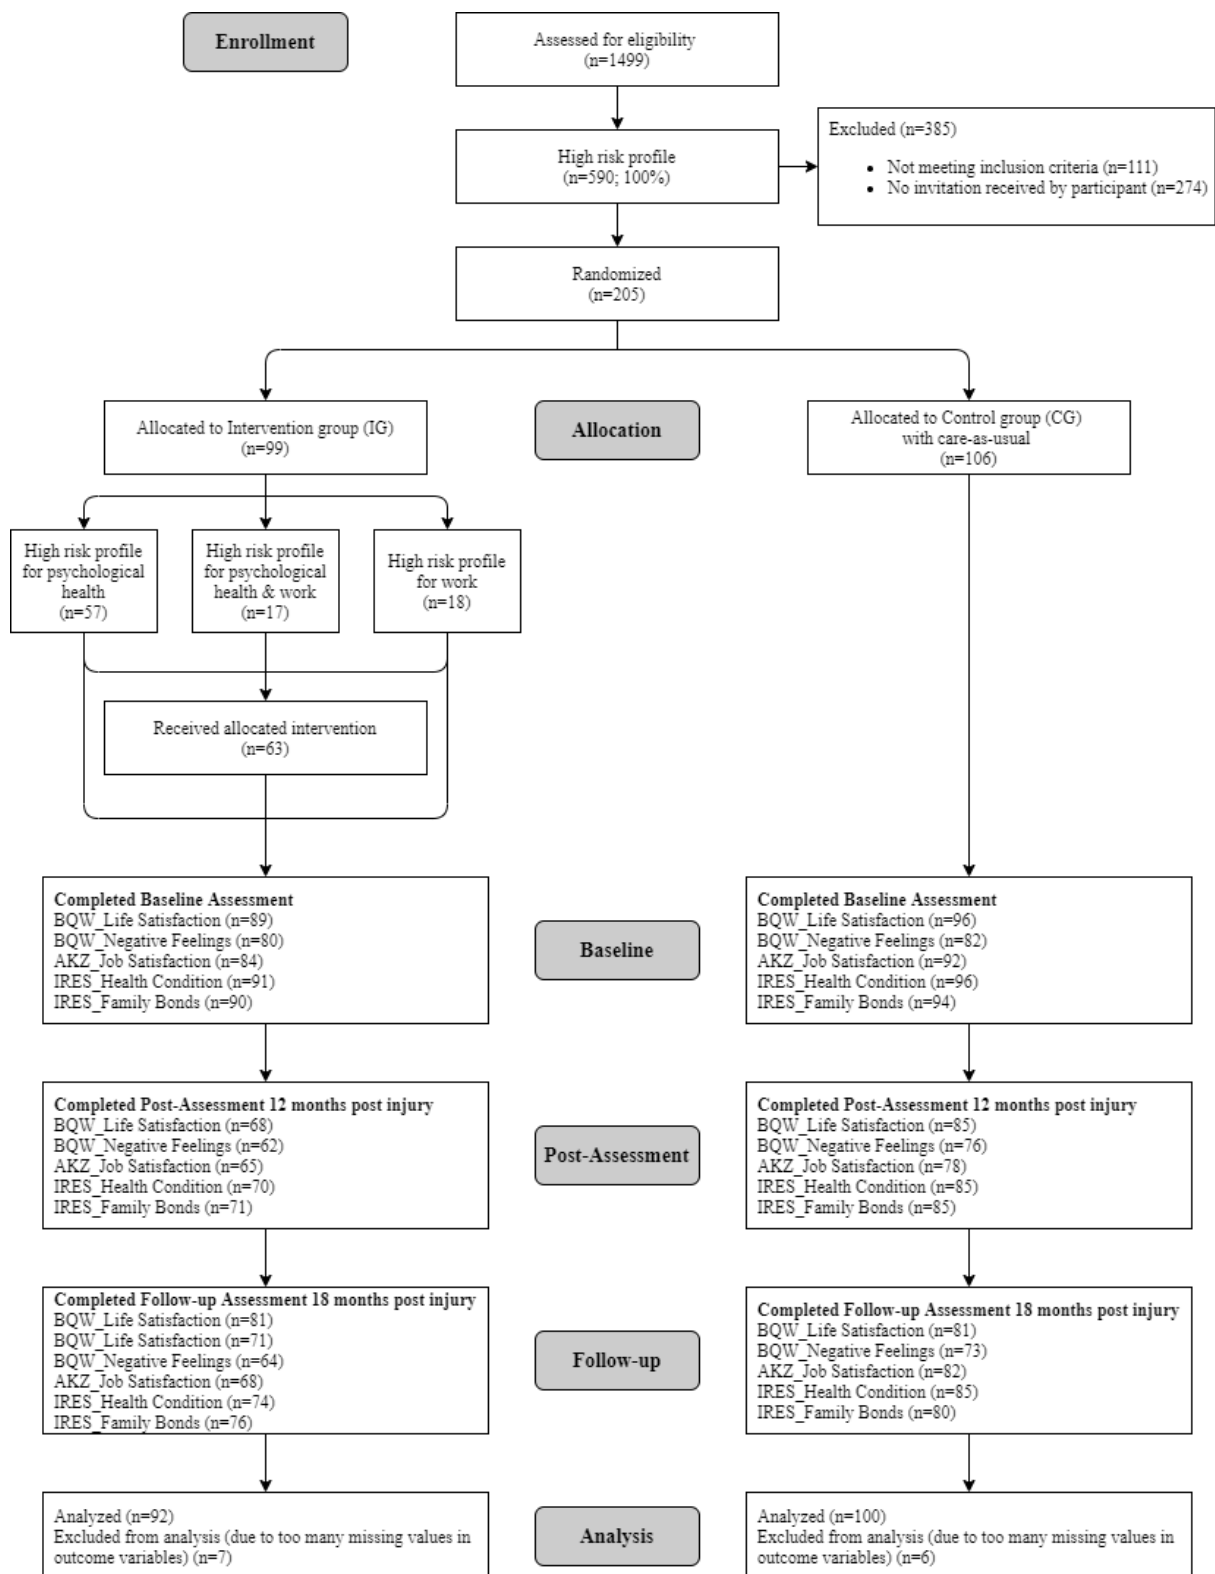 Enrollment
Assessed for eligibility
(n=1499)
High risk profile
(n=590; 100%)
Excluded (n=385)
• Not meeting inclusion criteria (n=111)
• No invitation received by participant (n=274)
Randomized
(n=205)
Allocated to Intervention group (IG)
(n=99)
Allocation
Allocated to Control group (CG)
with care-as-usual
(n=106)
High risk profile
for psychological
health
(n=57)
High risk profile
for psychological
health & work
(n=17)
High risk profile
for work
(n=18)
Received allocated intervention
(n=63)
Completed Baseline Assessment
BQW_Life Satisfaction (n=89)
BQW_Negative Feelings (n=80)
AKZ_Job Satisfaction (n=84)
IRES_Health Condition (n=91)
IRES_Family Bonds (n=90)
Baseline
Completed Baseline Assessment
BQW_Life Satisfaction (n=96)
BQW_Negative Feelings (n=82)
AKZ_Job Satisfaction (n=92)
IRES_Health Condition (n=96)
IRES_Family Bonds (n=94)
Completed Post-Assessment 12 months post injury
BQW_Life Satisfaction (n=68)
BQW_Negative Feelings (n=62)
AKZ_Job Satisfaction (n=65)
IRES_Health Condition (n=70)
IRES_Family Bonds (n=71)
Post-Assessment
Completed Post-Assessment 12 months post injury
BQW_Life Satisfaction (n=85)
BQW_Negative Feelings (n=76)
AKZ_Job Satisfaction (n=78)
IRES_Health Condition (n=85)
IRES_Family Bonds (n=85)
Completed Follow-up Assessment 18 months post injury
BQW_Life Satisfaction (n=81)
BQW_Life Satisfaction (n=71)
BQW_Negative Feelings (n=64)
AKZ_Job Satisfaction (n=68)
IRES_Health Condition (n=74)
IRES_Family Bonds (n=76)
Follow-up
Completed Follow-up Assessment 18 months post injury
BQW_Life Satisfaction (n=81)
BQW_Negative Feelings (n=73)
AKZ_Job Satisfaction (n=82)
IRES_Health Condition (n=85)
IRES_Family Bonds (n=80)
Analyzed (n=92)
Excluded from analysis (due to too many missing values in
outcome variables) (n=7)
Analysis
Analyzed (n=100)
Excluded from analysis (due to too many missing values in
outcome variables) (n=6)